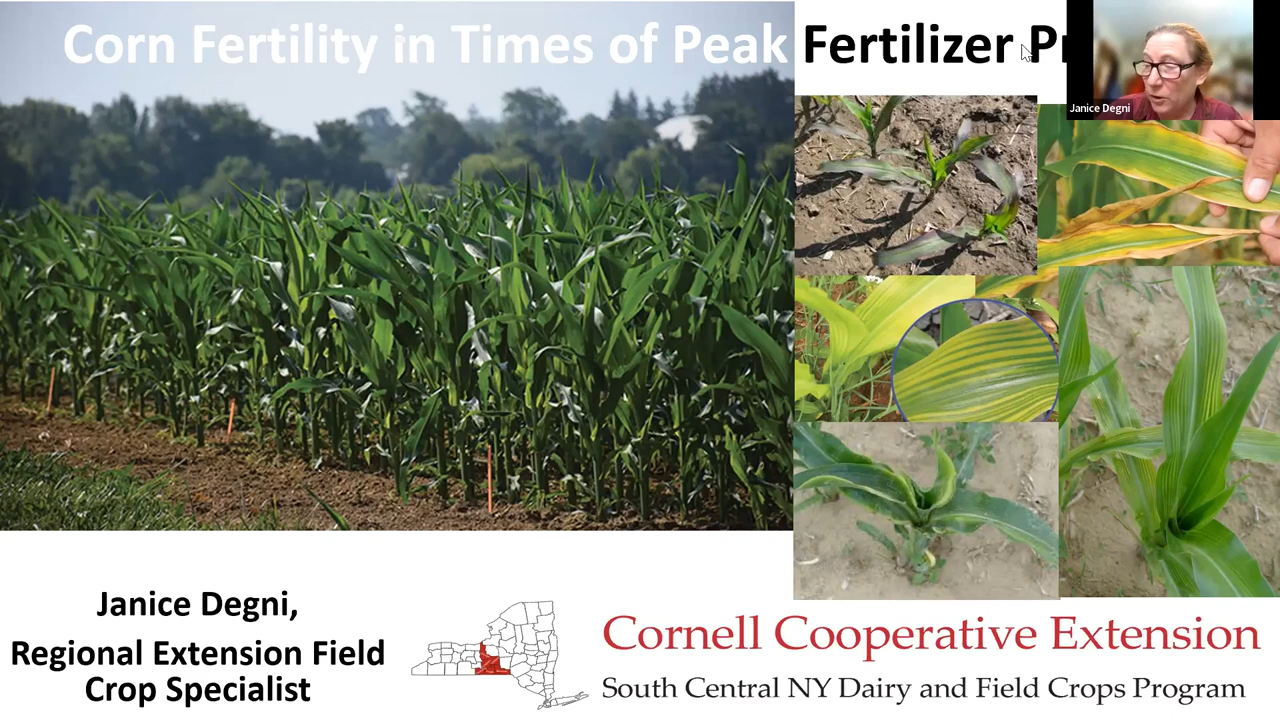 Corn Fertility in Times of Peak Fertilizer Pr
Janice Degni
Janice Degni,
Regional Extension Field
Crop Specialist
Cornell Cooperative Extension
South Central NY Dairy and Field Crops Program